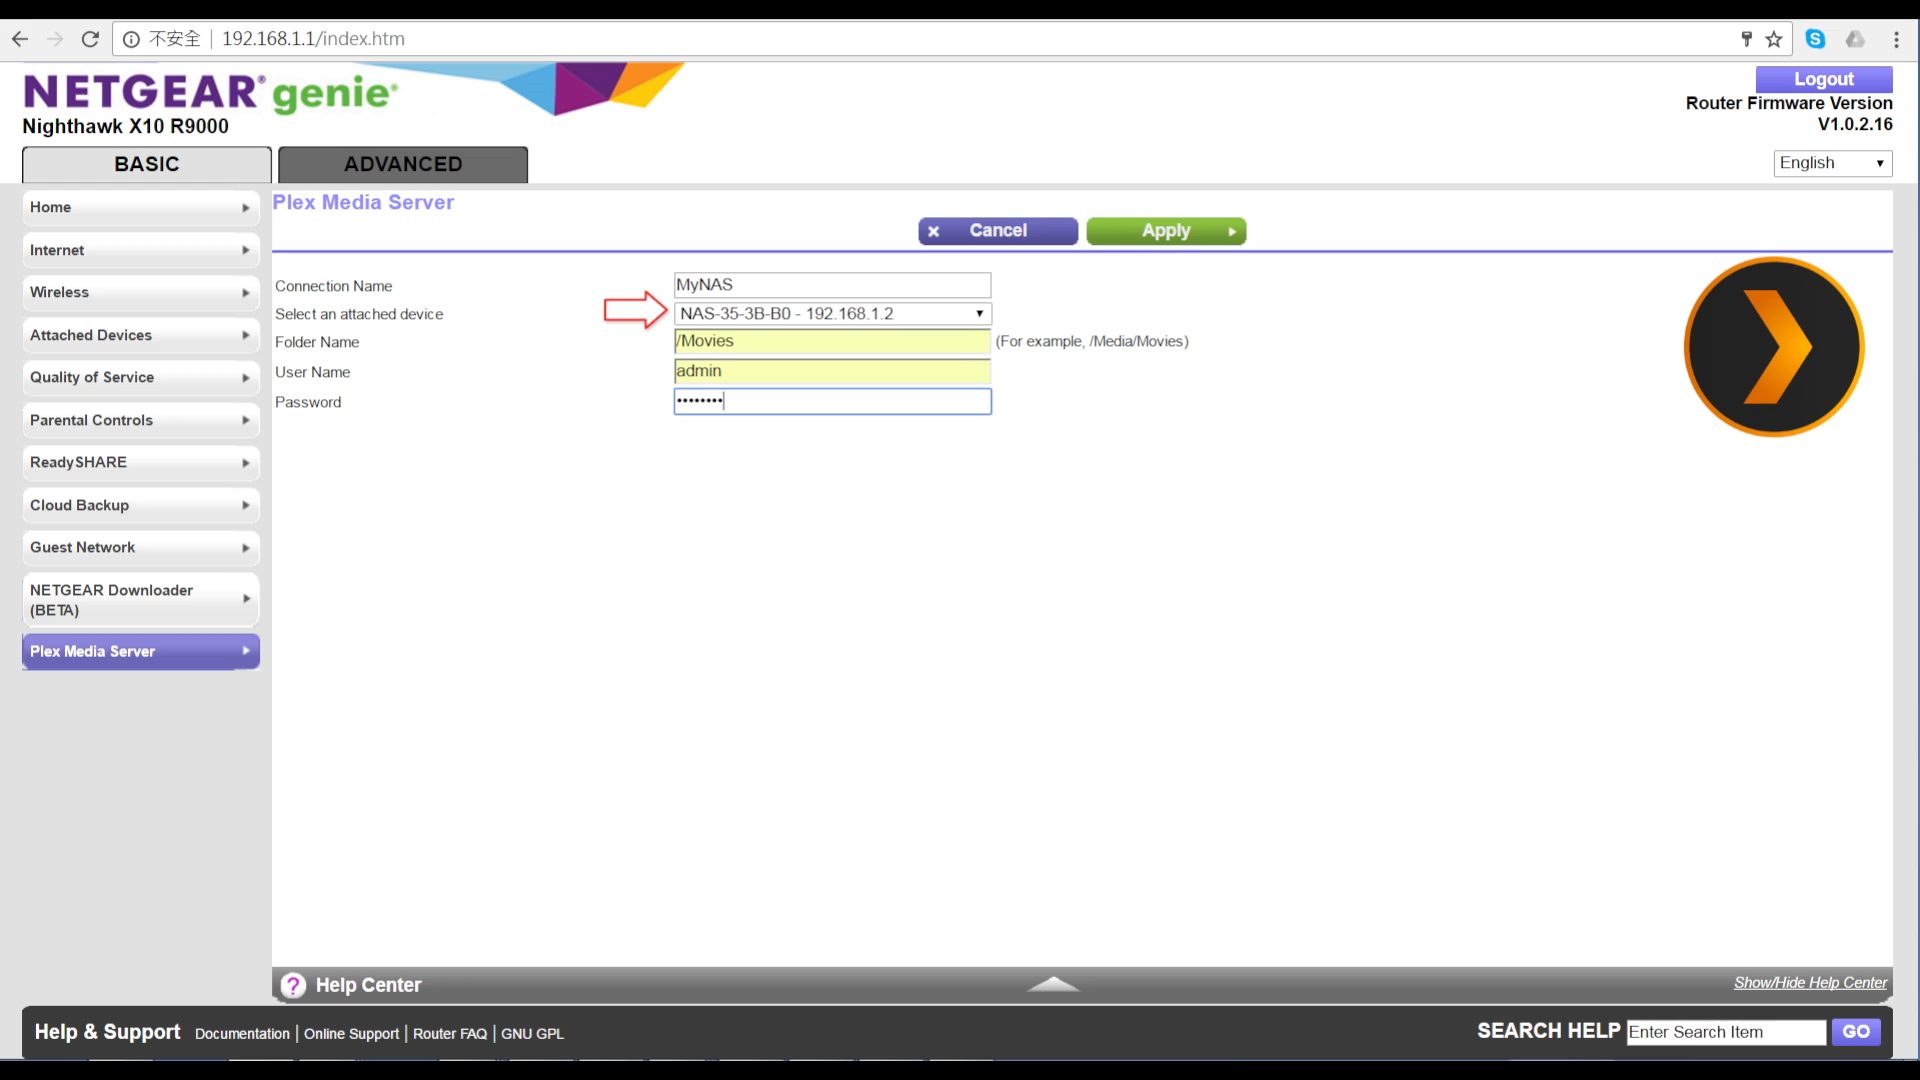 不安全 | 192.168.1.1/index.htm
NETGEAR® genie®
Logout
Router Firmware Version
V1.0.2.16
Nighthawk X10 R9000
BASIC
ADVANCED
English
Home
Internet
Wireless
Attached Devices
Quality of Service
Parental Controls
ReadySHARE
Cloud Backup
Guest Network
NETGEAR Downloader
(BETA)
Plex Media Server
Plex Media Server
Cancel
Apply
Connection Name MyNAS
Select an attached device NAS-35-3B-B0 - 192.168.1.2
Folder Name /Movies (For example, /Media/Movies)
User Name admin
Password ••••••••
? Help Center
Show/Hide Help Center
Help & Support Documentation | Online Support | Router FAQ | GNU GPL
SEARCH HELP Enter Search Item GO